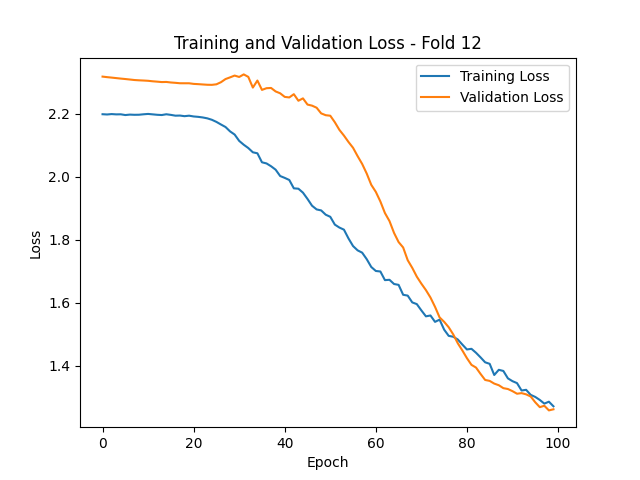 Training and Validation Loss - Fold 12
Training Loss
Validation Loss
Loss
2.2
2.0
1.8
1.6
1.4
0 20 40 60 80 100
Epoch